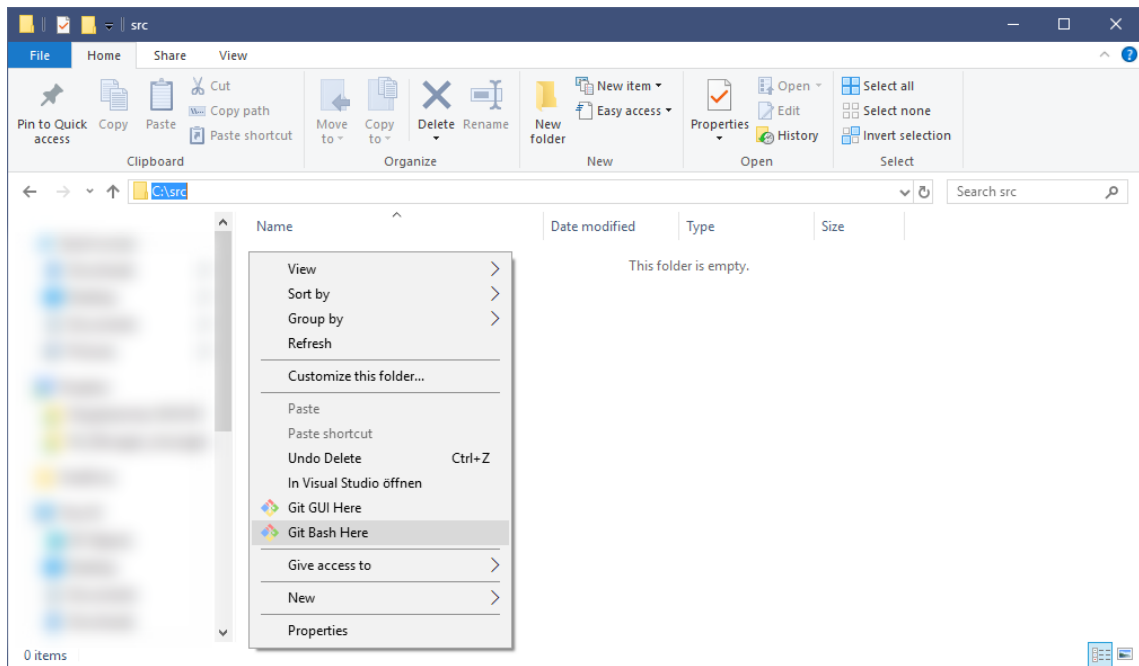 src
File Home Share View
Pin to Quick access
Copy
Paste
Cut
Copy path
Paste shortcut
Clipboard
Move to
Copy to
Delete
Rename
Organize
New folder
New item
Easy access
New
Properties
Open
Edit
History
Open
Select all
Select none
Invert selection
Select
C:\src
Search src
Name Date modified Type Size
This folder is empty.
View
Sort by
Group by
Refresh
Customize this folder...
Paste
Paste shortcut
Undo Delete Ctrl+Z
In Visual Studio öffnen
Git GUI Here
Git Bash Here
Give access to
New
Properties
0 items